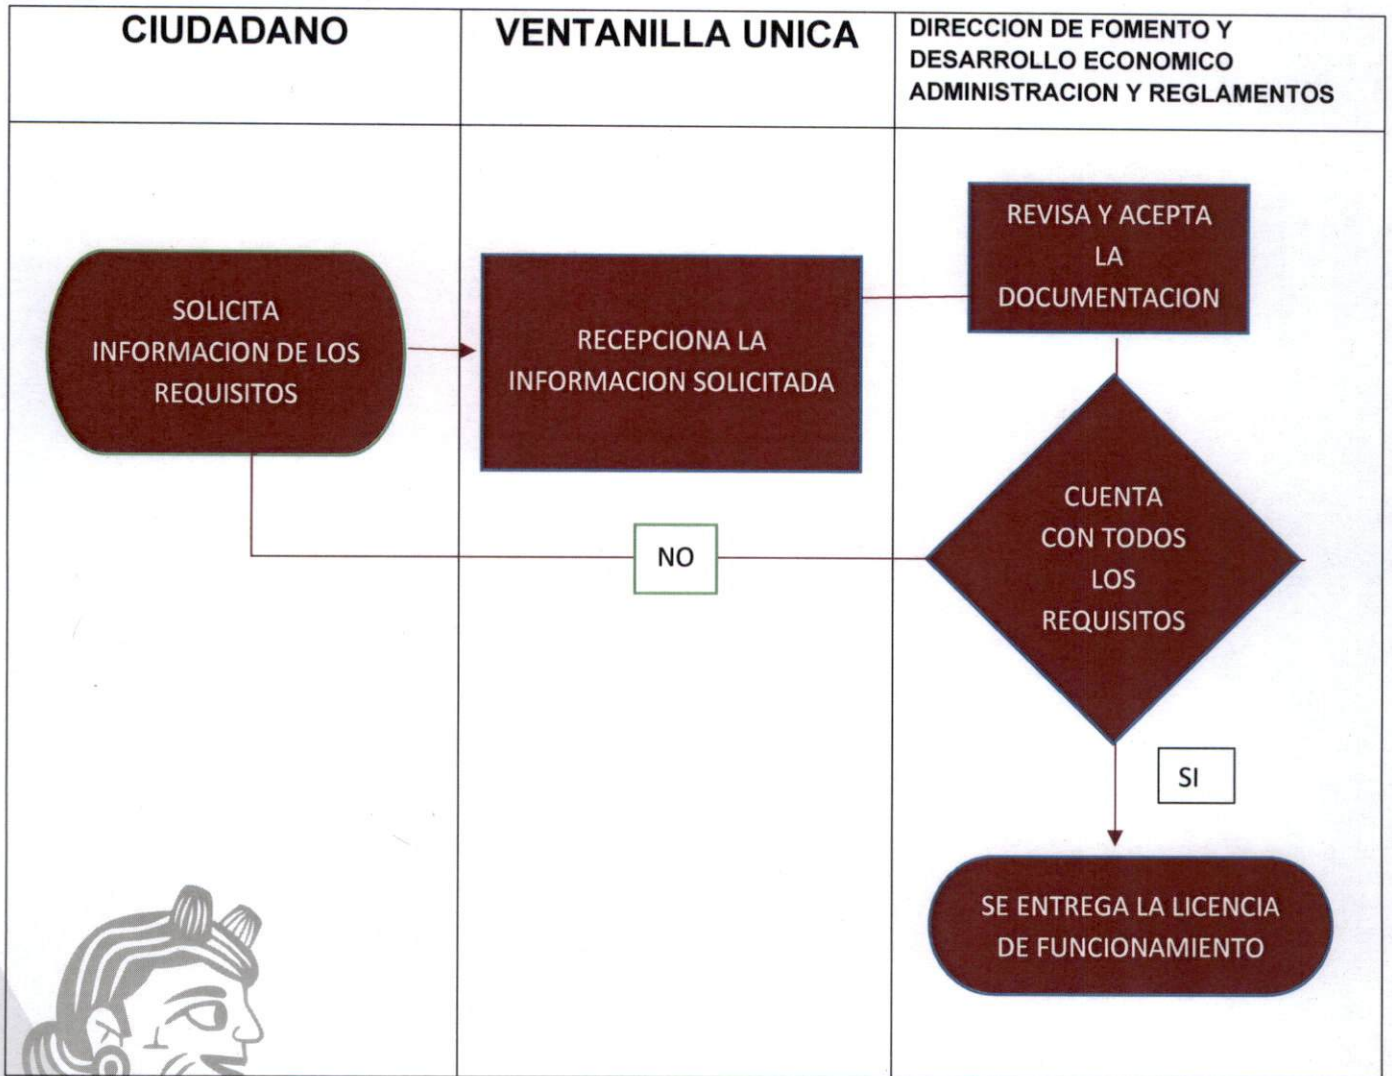 CIUDADANO
VENTANILLA UNICA
DIRECCION DE FOMENTO Y
DESARROLLO ECONOMICO
ADMINISTRACION Y REGLAMENTOS
SOLICITA
INFORMACION DE LOS
REQUISITOS
RECEPCIONA LA
INFORMACION SOLICITADA
REVISA Y ACEPTA
LA
DOCUMENTACION
CUENTA
CON TODOS
LOS
REQUISITOS
NO
SI
SE ENTREGA LA LICENCIA
DE FUNCIONAMIENTO